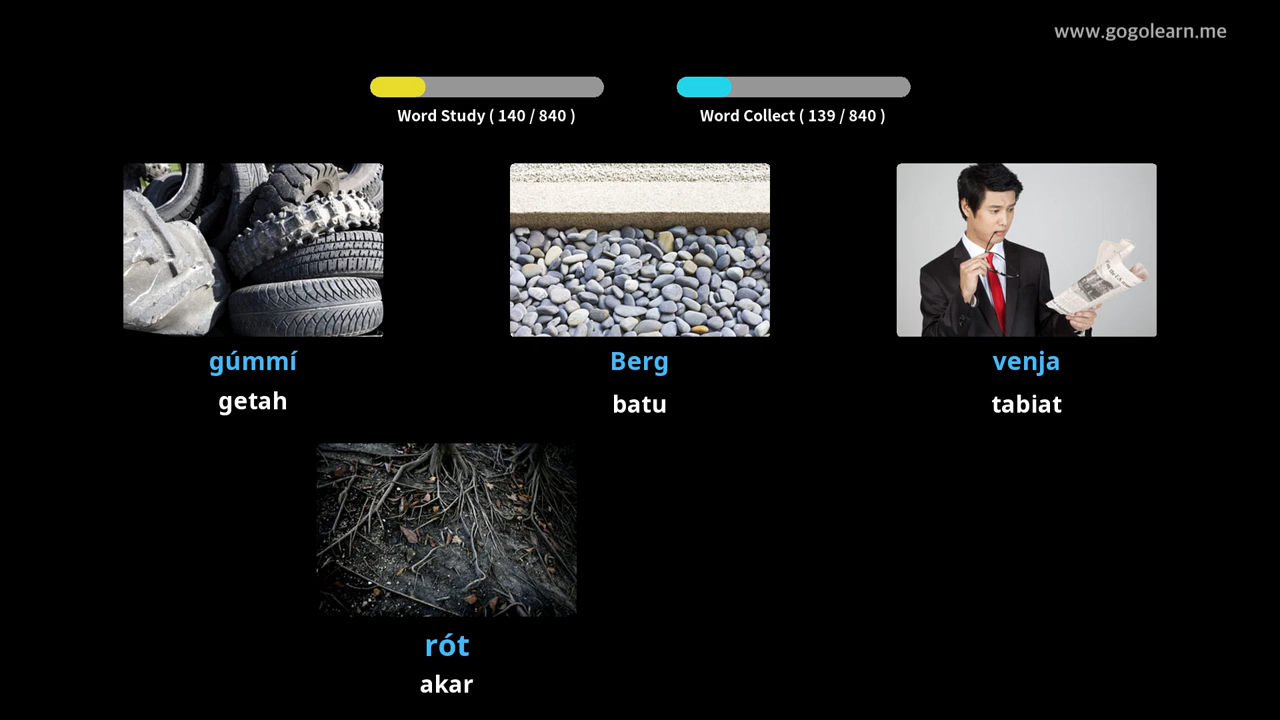 www.gogolearn.me
Word Study ( 140 / 840 )
Word Collect ( 139 / 840 )
gúmmí
getah
Berg
batu
venja
tabiat
rót
akar